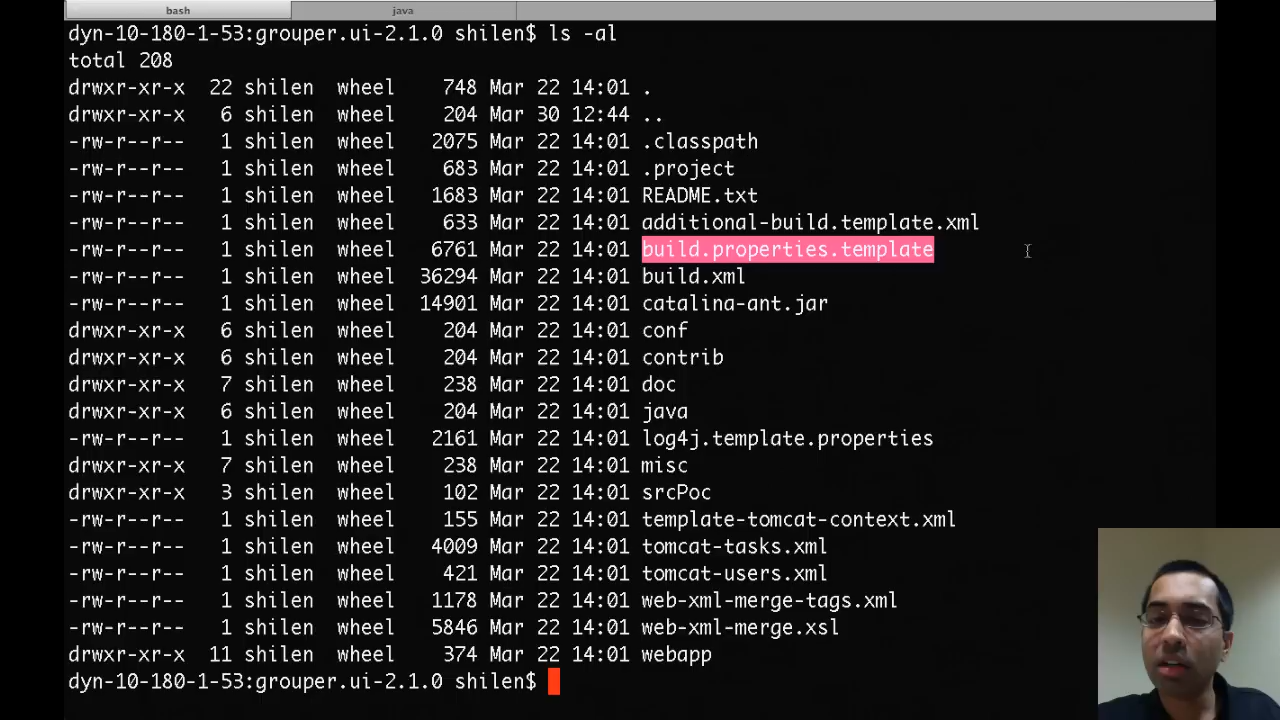 bash java
dyn-10-180-1-53:grouper.ui-2.1.0 shilen$ ls -al
total 208
drwxr-xr-x 22 shilen wheel 748 Mar 22 14:01 .
drwxr-xr-x 6 shilen wheel 204 Mar 30 12:44 ..
-rw-r--r-- 1 shilen wheel 2075 Mar 22 14:01 .classpath
-rw-r--r-- 1 shilen wheel 683 Mar 22 14:01 .project
-rw-r--r-- 1 shilen wheel 1683 Mar 22 14:01 README.txt
-rw-r--r-- 1 shilen wheel 633 Mar 22 14:01 additional-build.template.xml
-rw-r--r-- 1 shilen wheel 6761 Mar 22 14:01 build.properties.template
-rw-r--r-- 1 shilen wheel 36294 Mar 22 14:01 build.xml
-rw-r--r-- 1 shilen wheel 14901 Mar 22 14:01 catalina-ant.jar
drwxr-xr-x 6 shilen wheel 204 Mar 22 14:01 conf
drwxr-xr-x 6 shilen wheel 204 Mar 22 14:01 contrib
drwxr-xr-x 7 shilen wheel 238 Mar 22 14:01 doc
drwxr-xr-x 6 shilen wheel 204 Mar 22 14:01 java
-rw-r--r-- 1 shilen wheel 2161 Mar 22 14:01 log4j.template.properties
drwxr-xr-x 7 shilen wheel 238 Mar 22 14:01 misc
drwxr-xr-x 3 shilen wheel 102 Mar 22 14:01 srcPoc
-rw-r--r-- 1 shilen wheel 155 Mar 22 14:01 template-tomcat-context.xml
-rw-r--r-- 1 shilen wheel 4009 Mar 22 14:01 tomcat-tasks.xml
-rw-r--r-- 1 shilen wheel 421 Mar 22 14:01 tomcat-users.xml
-rw-r--r-- 1 shilen wheel 1178 Mar 22 14:01 web-xml-merge-tags.xml
-rw-r--r-- 1 shilen wheel 5846 Mar 22 14:01 web-xml-merge.xsl
drwxr-xr-x 11 shilen wheel 374 Mar 22 14:01 webapp
dyn-10-180-1-53:grouper.ui-2.1.0 shilen$